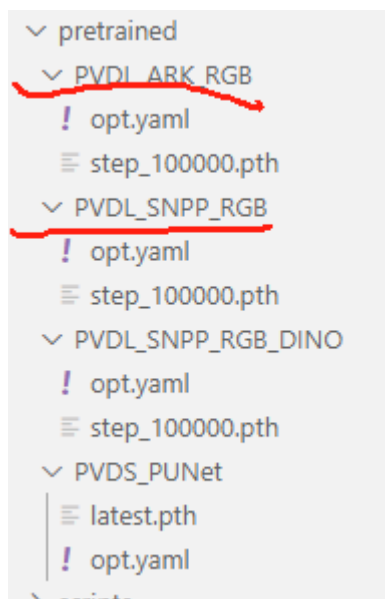 pretrained
PVDL_ARK_RGB
! opt.yaml
step_100000.pth
PVDL_SNPP_RGB
! opt.yaml
step_100000.pth
PVDL_SNPP_RGB_DINO
! opt.yaml
step_100000.pth
PVDS_PUNet
latest.pth
! opt.yaml